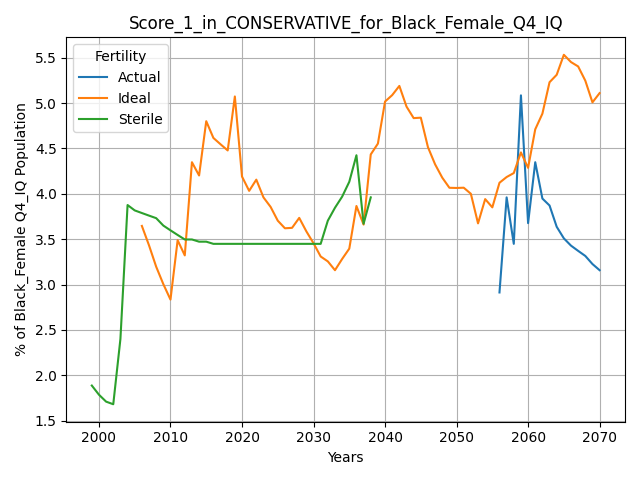 Score_1_in_CONSERVATIVE_for_Black_Female_Q4_IQ
Fertility
Actual
Ideal
Sterile
% of Black_Female Q4_IQ Population
5.5
5.0
4.5
4.0
3.5
3.0
2.5
2.0
1.5
2000 2010 2020 2030 2040 2050 2060 2070
Years